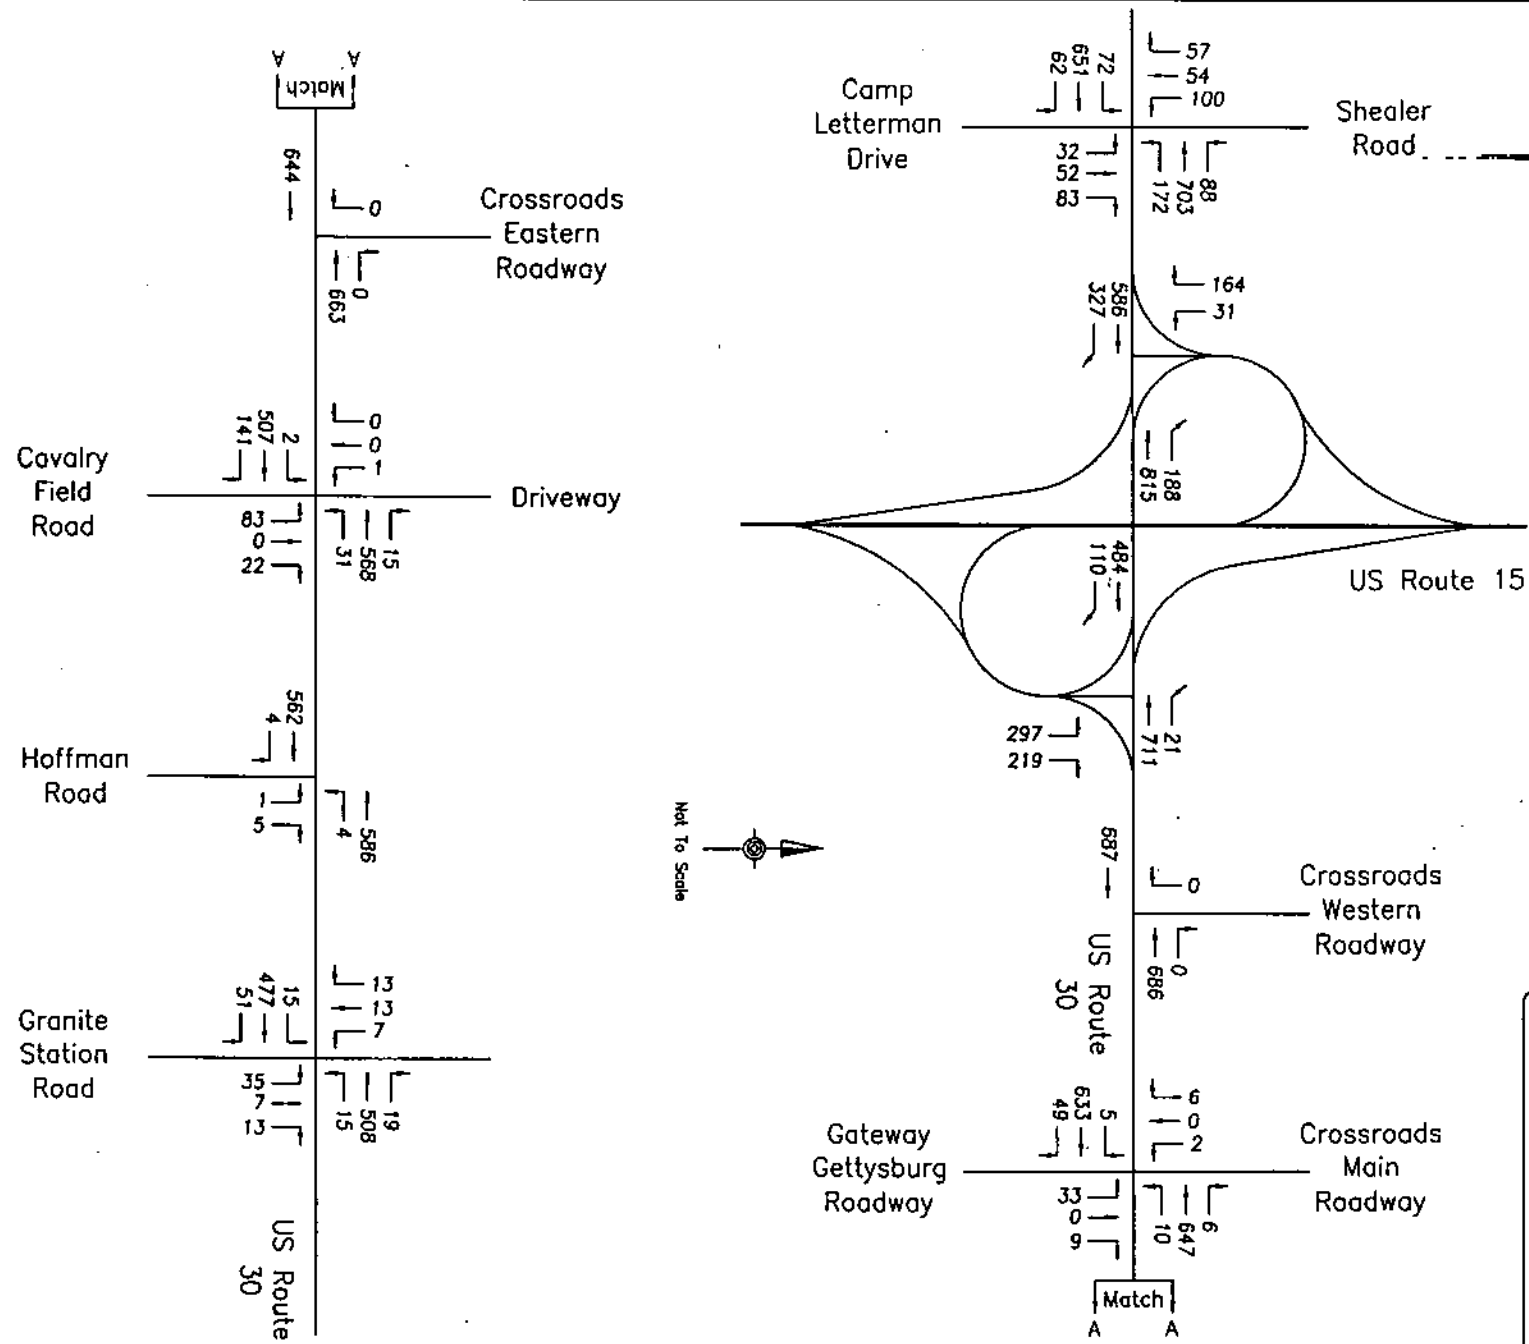 A A
Match
644
0
Crossroads
Eastern
Roadway
663
0
141
507
2
0
0
1
Cavalry
Field
Road
Driveway
83
0
22
31
568
15
4
562
Hoffman
Road
1
5
4
586
51
477
15
13
13
7
Granite
Station
Road
35
7
13
15
508
19
US Route
30
62
651
72
57
54
100
Camp
Letterman
Drive
Shealer
Road
32
52
83
172
703
88
327
586
164
31
815
188
110
484
US Route 15
297
219
711
21
Not To Scale
687
0
Crossroads
Western
Roadway
686
0
US Route
30
49
633
5
6
0
2
Gateway
Gettysburg
Roadway
Crossroads
Main
Roadway
33
0
9
10
647
6
Match
A A